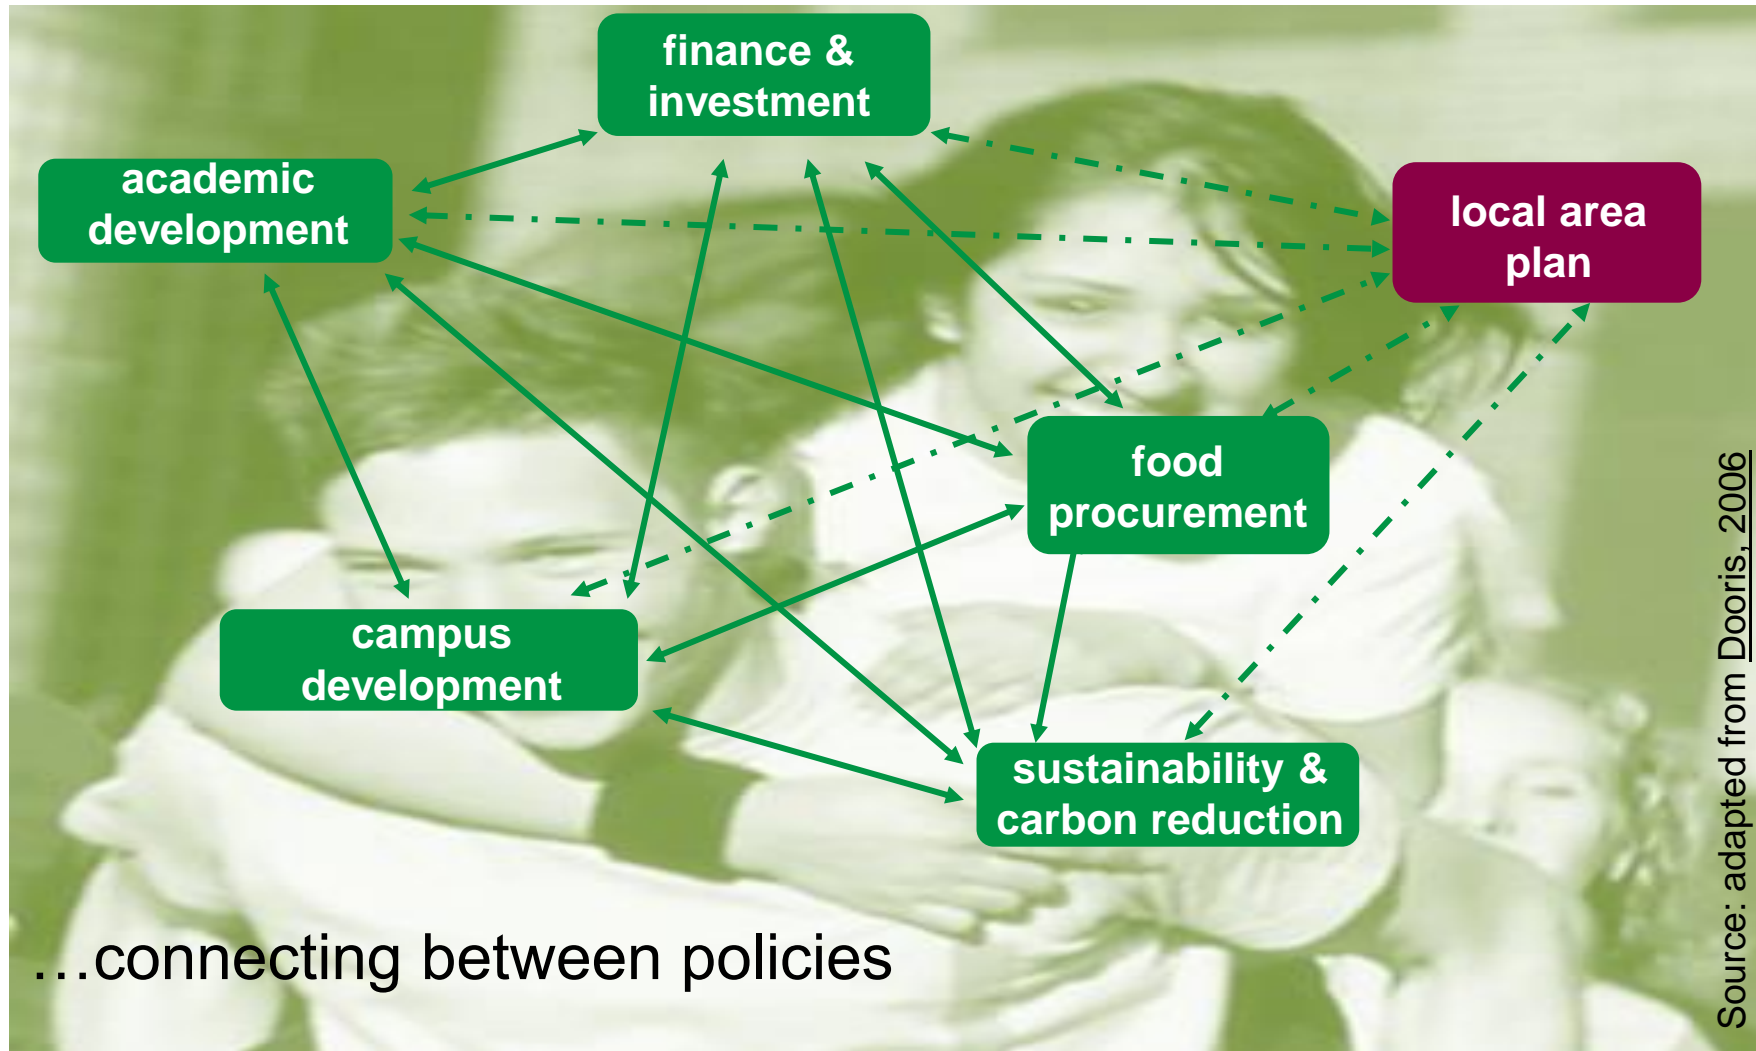 finance &
investment
academic
development
local area
plan
food
procurement
campus
development
sustainability &
carbon reduction
…connecting between policies
Source: adapted from Dooris, 2006